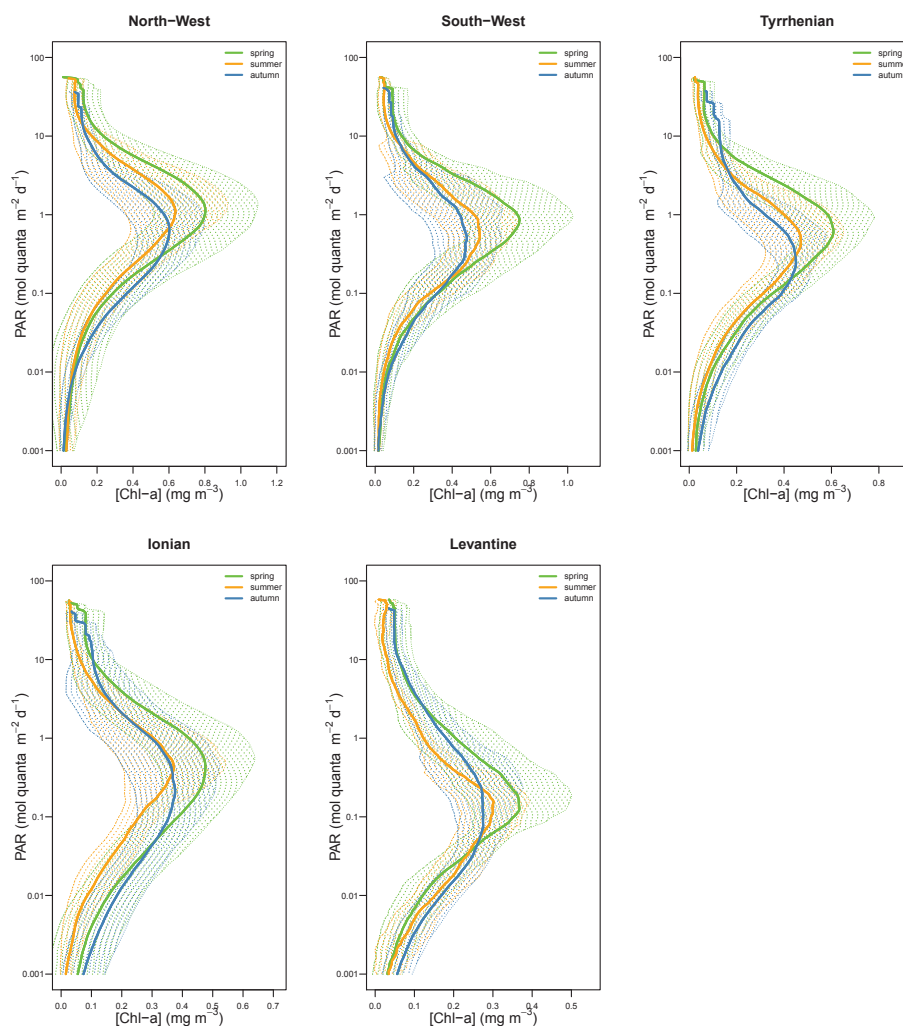 North−West
South−West
Tyrrhenian
spring
summer
autumn
spring
summer
autumn
spring
summer
autumn
100
10
1
0.1
0.01
0.001
100
10
1
0.1
0.01
0.001
100
10
1
0.1
0.01
0.001
PAR (mol quanta m−2 d−1)
PAR (mol quanta m−2 d−1)
PAR (mol quanta m−2 d−1)
0.0 0.2 0.4 0.6 0.8 1.0 1.2
0.0 0.2 0.4 0.6 0.8 1.0
0.0 0.2 0.4 0.6 0.8
[Chl−a] (mg m−3)
[Chl−a] (mg m−3)
[Chl−a] (mg m−3)
Ionian
Levantine
spring
summer
autumn
spring
summer
autumn
100
10
1
0.1
0.01
0.001
100
10
1
0.1
0.01
0.001
PAR (mol quanta m−2 d−1)
PAR (mol quanta m−2 d−1)
0.0 0.1 0.2 0.3 0.4 0.5 0.6 0.7
0.0 0.1 0.2 0.3 0.4 0.5
[Chl−a] (mg m−3)
[Chl−a] (mg m−3)